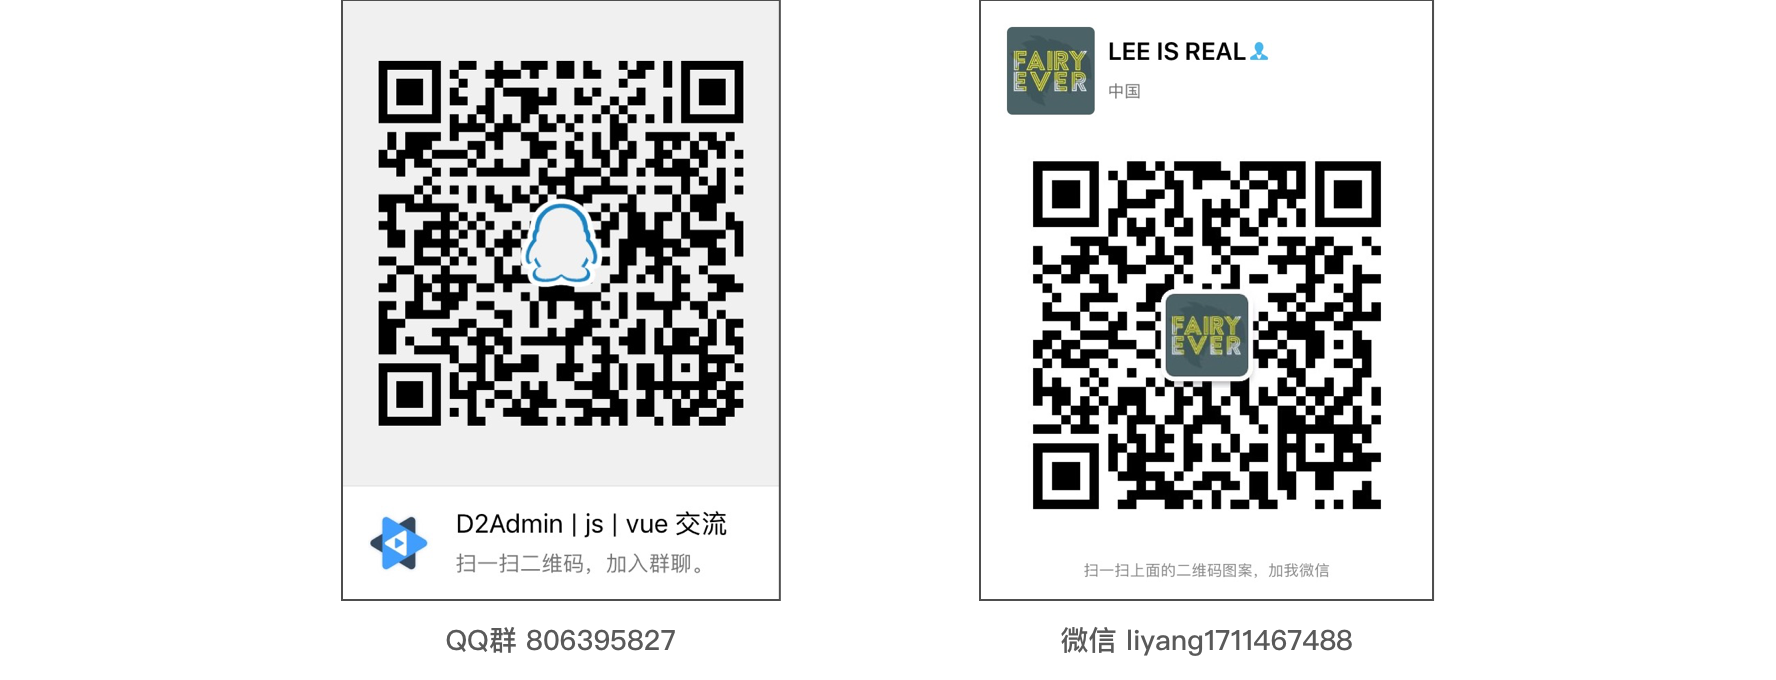 D2Admin | js | vue 交流
扫一扫二维码，加入群聊。
QQ群 806395827
FAIRY
EVER
LEE IS REAL
中国
FAIRY
EVER
扫一扫上面的二维码图案，加我微信
微信 liyang1711467488